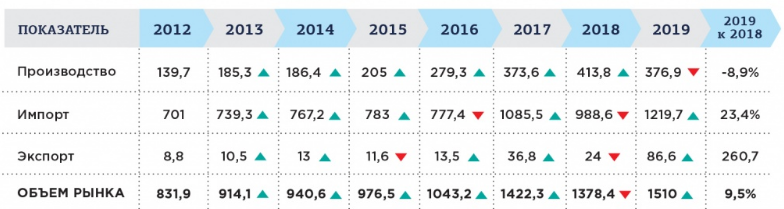 ПОКАЗАТЕЛЬ 2012 2013 2014 2015 2016 2017 2018 2019 2019 к 2018
Производство 139,7 185,3 186,4 205 279,3 373,6 413,8 376,9 -8,9%
Импорт 701 739,3 767,2 783 777,4 1085,5 988,6 1219,7 23,4%
Экспорт 8,8 10,5 13 11,6 13,5 36,8 24 86,6 260,7
ОБЪЕМ РЫНКА 831,9 914,1 940,6 976,5 1043,2 1422,3 1378,4 1510 9,5%